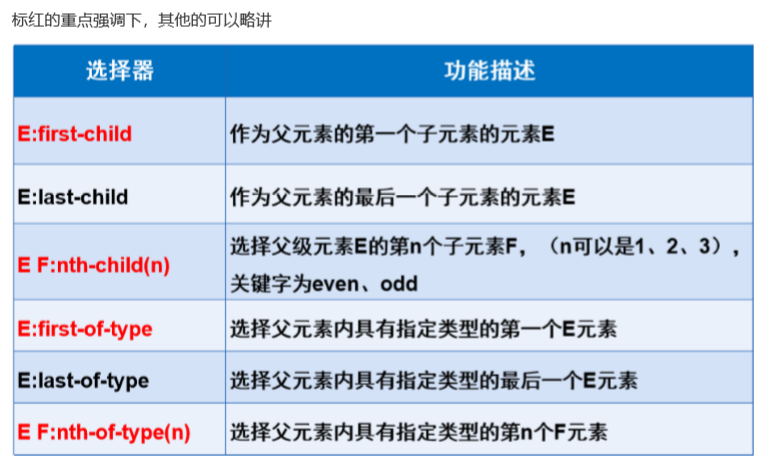 标红的重点强调下，其他的可以略讲
选择器 功能描述
E:first-child 作为父元素的第一个子元素的元素E
E:last-child 作为父元素的最后一个子元素的元素E
E F:nth-child(n) 选择父级元素E的第n个子元素F，（n可以是1、2、3），
关键字为even、odd
E:first-of-type 选择父元素内具有指定类型的第一个E元素
E:last-of-type 选择父元素内具有指定类型的最后一个E元素
E F:nth-of-type(n) 选择父元素内具有指定类型的第n个F元素